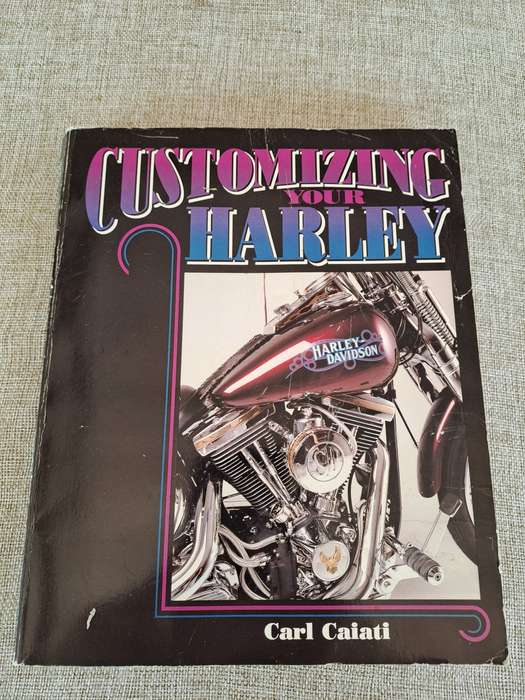 CUSTOMIZING
YOUR
HARLEY
HARLEY-
DAVIDSON
Carl Caiati